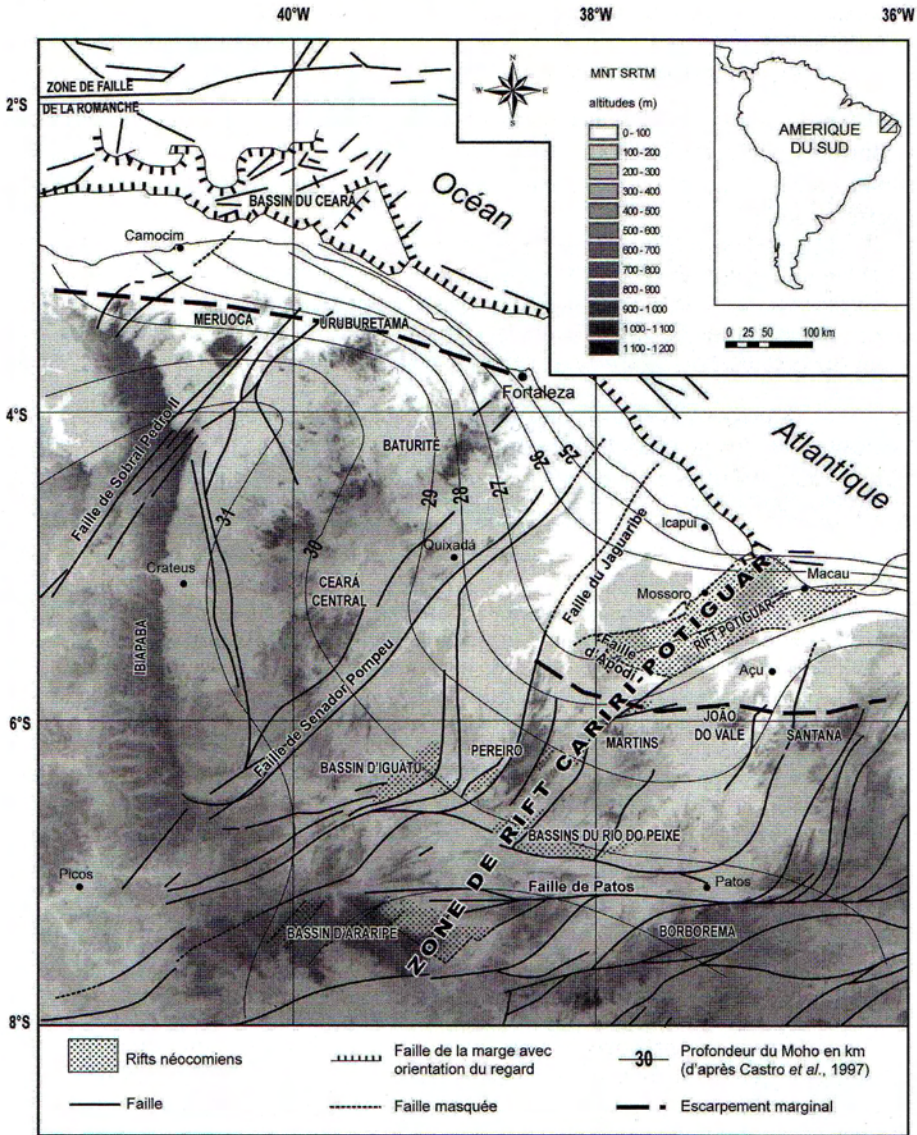 40°W
38°W
36°W
2°S
4°S
6°S
8°S
ZONE DE FAILLE
DE LA ROMANCHE
BASSIN DU CEARÁ
Océan
Atlantique
N
E
S
W
MNT SRTM
altitudes (m)
0 - 100
100 - 200
200 - 300
300 - 400
400 - 500
500 - 600
600 - 700
700 - 800
800 - 900
900 - 1 000
1 000 - 1 100
1 100 - 1 200
AMÉRIQUE
DU SUD
0 25 50 100 km
Camocim
MERUOCA
URUBURETAMA
Fortaleza
Faille de Sobral Pedro II
BATURITÉ
31
30
29
28
27
26
25
Crateus
Quixadá
CEARÁ
CENTRAL
IBIAPABA
Faille de Senador Pompeu
Faille du Jaguaribe
Icapuí
Mossoro
Macau
RIFT POTIGUAR
Faille
d'Apodi
Açu
ZONE DE RIFT CARIRI-POTIGUAR
JOÃO
DO VALE
SANTANA
MARTINS
PEREIRO
BASSIN D'IGUATU
BASSINS DU RIO DO PEIXE
Picos
Faille de Patos
Patos
BASSIN D'ARARIPE
BORBOREMA
Rifts néocomiens
Faille
Faille de la marge avec
orientation du regard
Faille masquée
30
Profondeur du Moho en km
(d'après Castro et al., 1997)
Escarpement marginal